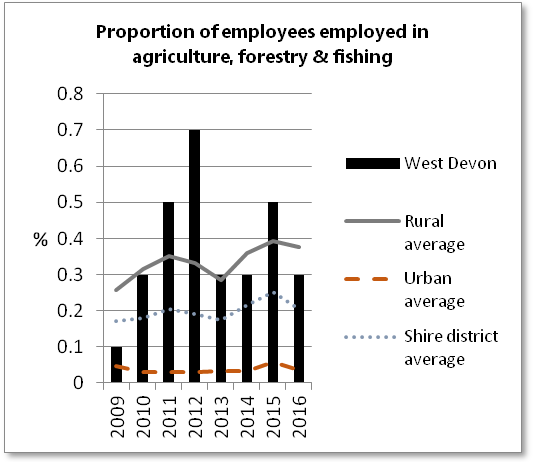 Proportion of employees employed in
agriculture, forestry & fishing
0.8
0.7
0.6
0.5
0.4
0.3
0.2
0.1
0
%
2009
2010
2011
2012
2013
2014
2015
2016
West Devon
Rural
average
Urban
average
Shire district
average